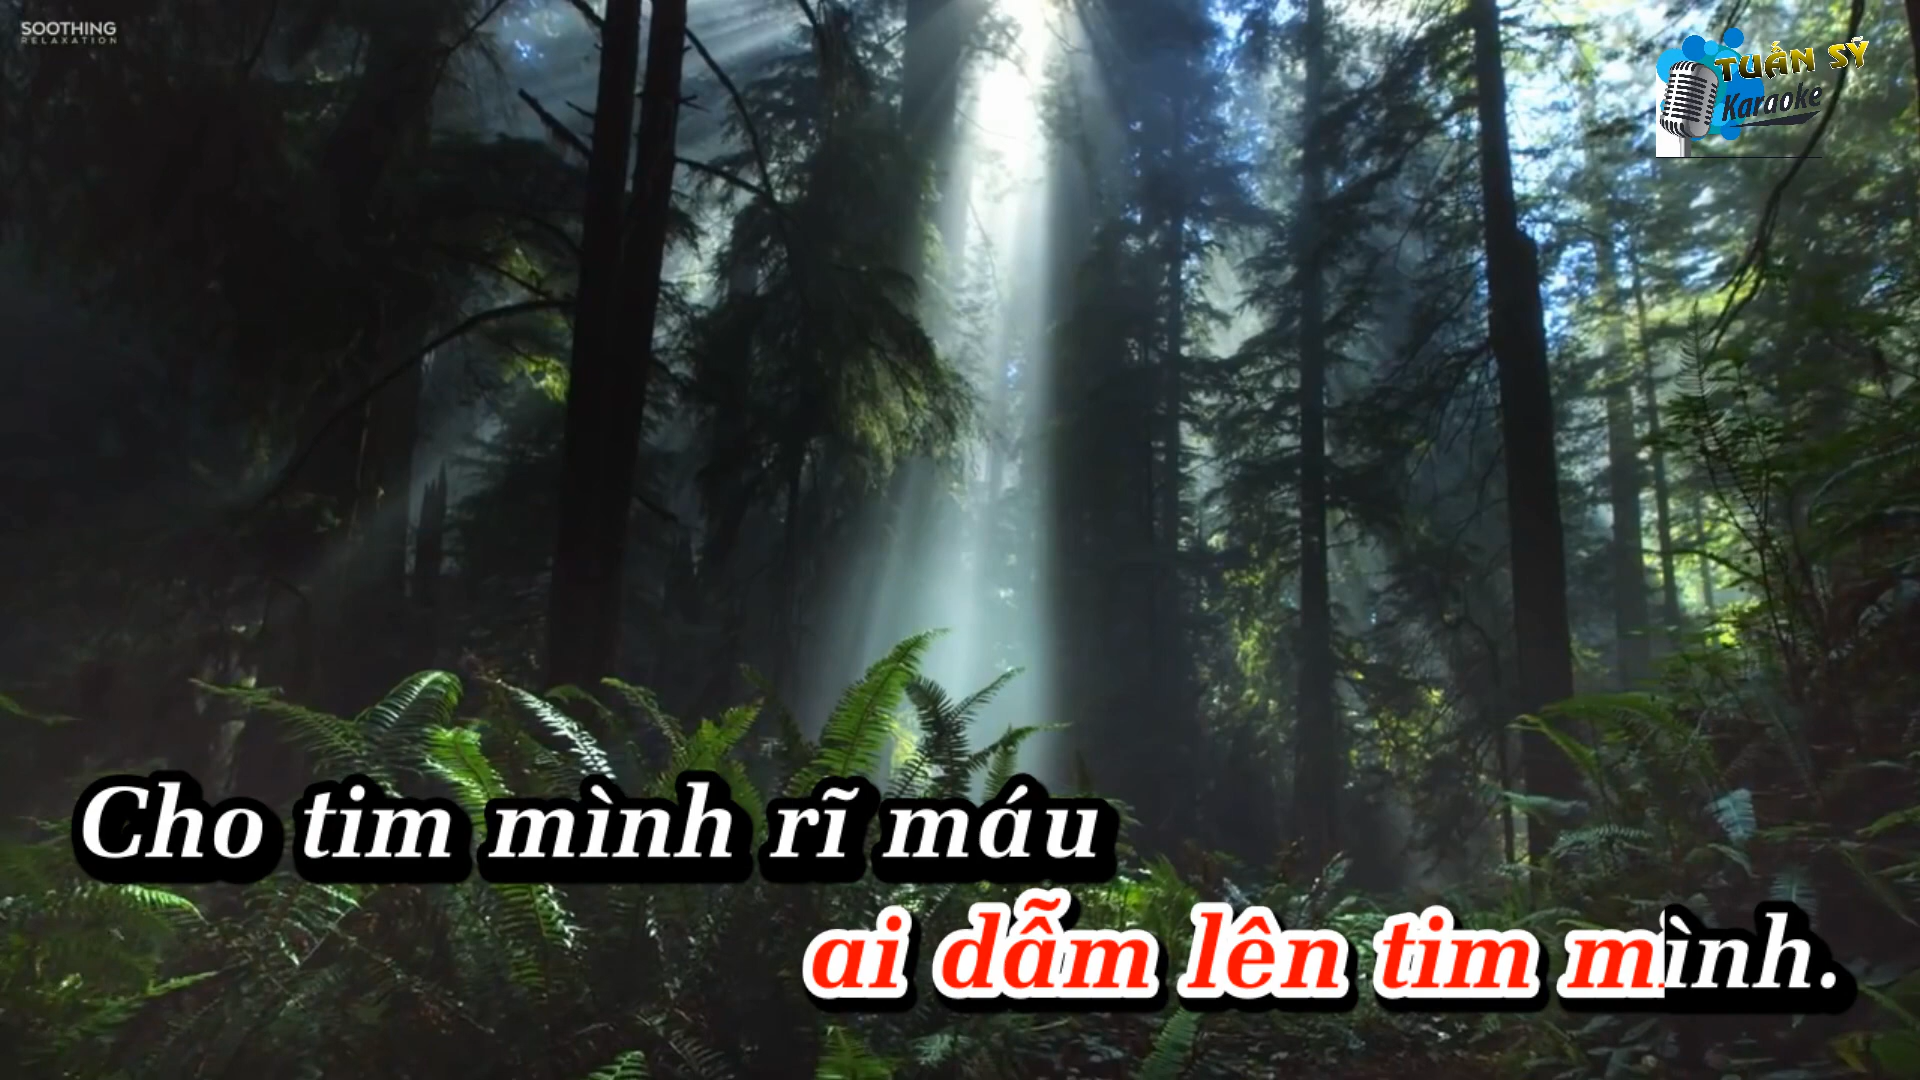 SOOTHING
RELAXATION
TUẤN SỸ
Karaoke
Cho tim mình rĩ máu
ai dẫm lên tim mình.